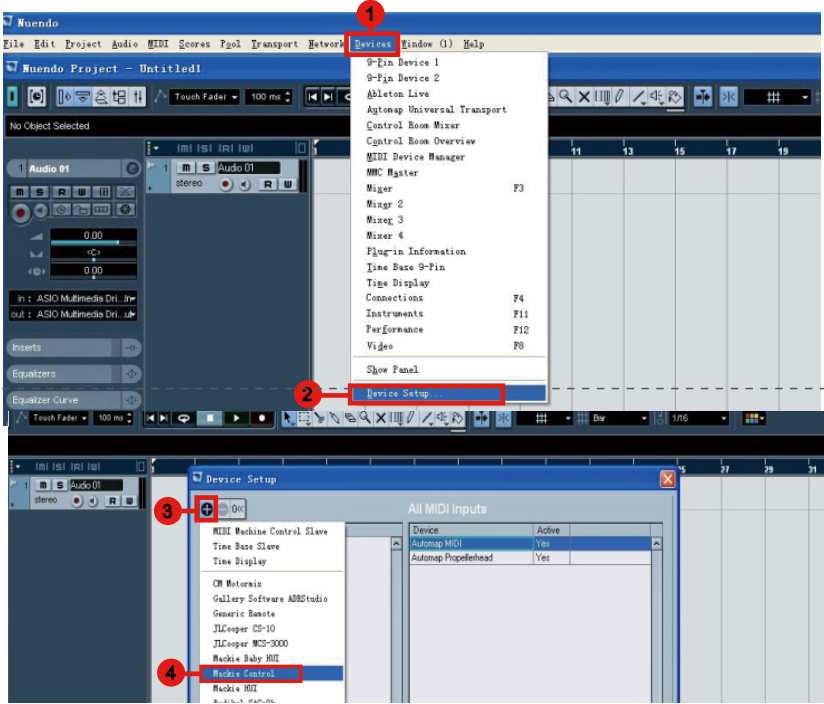 1
Nuendo
File Edit Project Audio MIDI Scores Pool Transport Network Devices Window (1) Help
Nuendo Project - Untitled1
Touch Fader 100 ms
No Object Selected
1 Audio 01
m S R W
0.00
<C>
0.00
in : ASIO Multimedia Dri...In
out : ASIO Multimedia Dri...ut
Inserts
Equalizers
Equalizer Curve
1 m S Audio 01
stereo R W
11 13 15 17 19
9-Pin Device 1
9-Pin Device 2
Ableton Live
Automap Universal Transport
Control Room Mixer
Control Room Overview
MIDI Device Manager
MMC Master
Mixer F3
Mixer 2
Mixer 3
Mixer 4
Plug-in Information
Time Base 9-Pin
Time Display
Connections F4
Instruments F11
Performance F12
Video F8
Show Panel
2 Device Setup...
Touch Fader 100 ms Bar 1/16
25 27 29 31
1 m S Audio 01
stereo R W
Device Setup
3
All MIDI Inputs
Device Active
Automap MIDI Yes
Automap Propellerhead Yes
MIDI Machine Control Slave
Time Base Slave
Time Display
CM Motormix
Gallery Software ADRStudio
Generic Remote
JLCooper CS-10
JLCooper MCS-3000
Mackie Baby HUI
4 Mackie Control
Mackie HUI